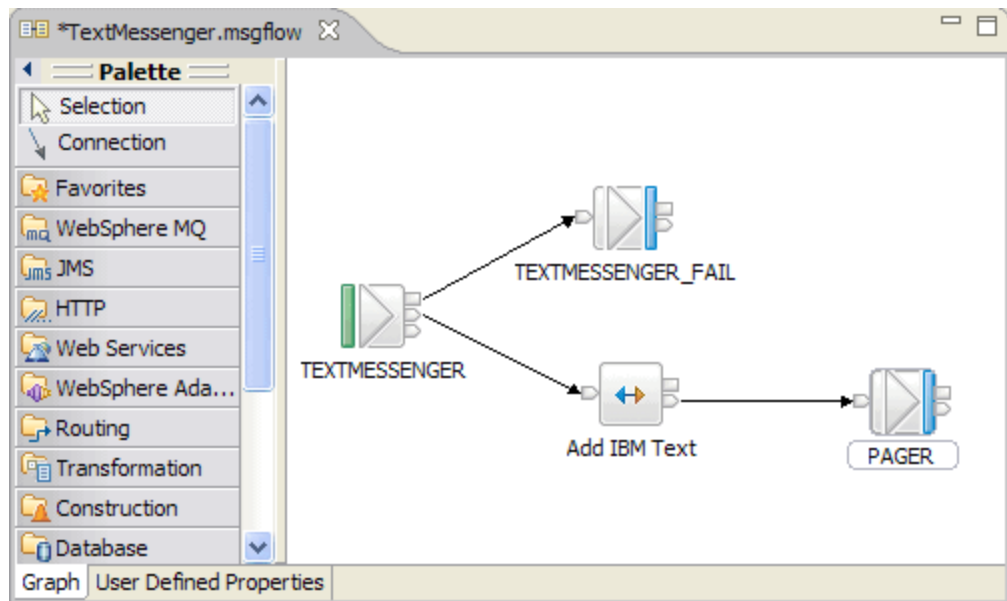 *TextMessenger.msgflow
Palette
Selection
Connection
Favorites
WebSphere MQ
JMS
HTTP
Web Services
WebSphere Ada...
Routing
Transformation
Construction
Database
TEXTMESSENGER_FAIL
TEXTMESSENGER
Add IBM Text
PAGER
Graph
User Defined Properties